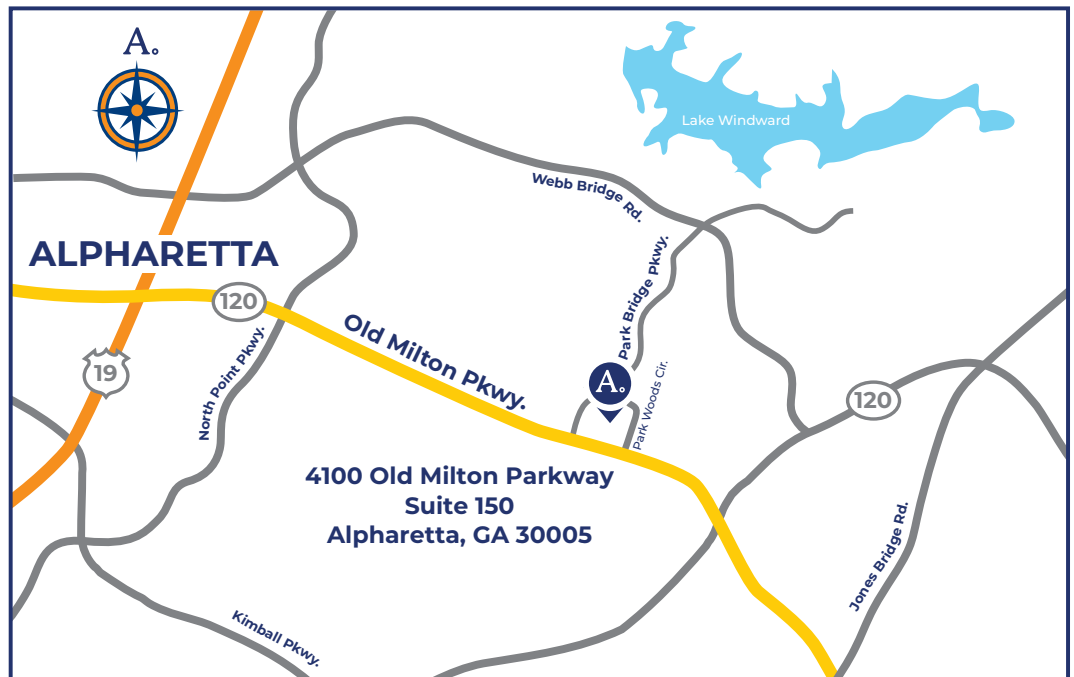 A.
Lake Windward
Webb Bridge Rd.
ALPHARETTA
Park Bridge Pkwy.
120
Old Milton Pkwy.
North Point Pkwy.
19
A.
Park Woods Cir.
120
4100 Old Milton Parkway
Suite 150
Alpharetta, GA 30005
Jones Bridge Rd.
Kimball Pkwy.